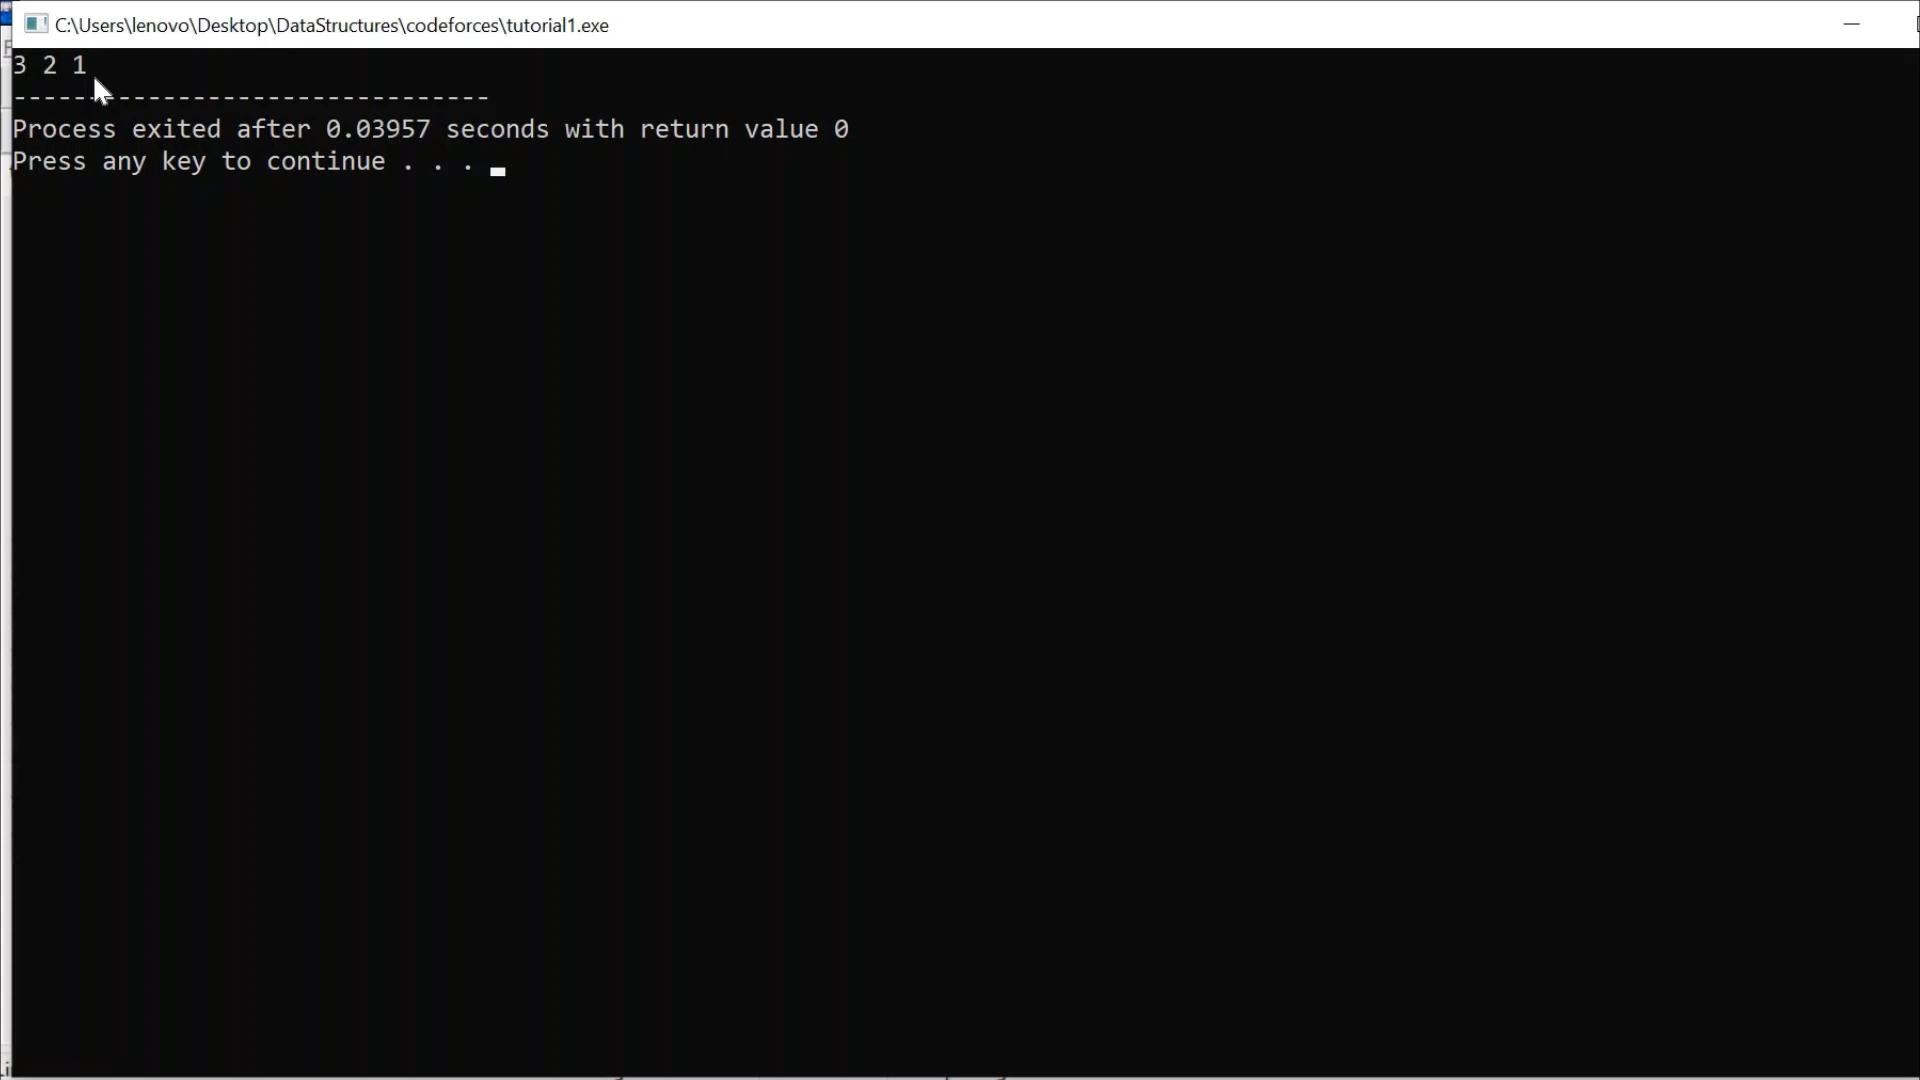 C:\Users\lenovo\Desktop\DataStructures\codeforces\tutorial1.exe
3 2 1
--------------------------------
Process exited after 0.03957 seconds with return value 0
Press any key to continue . . .